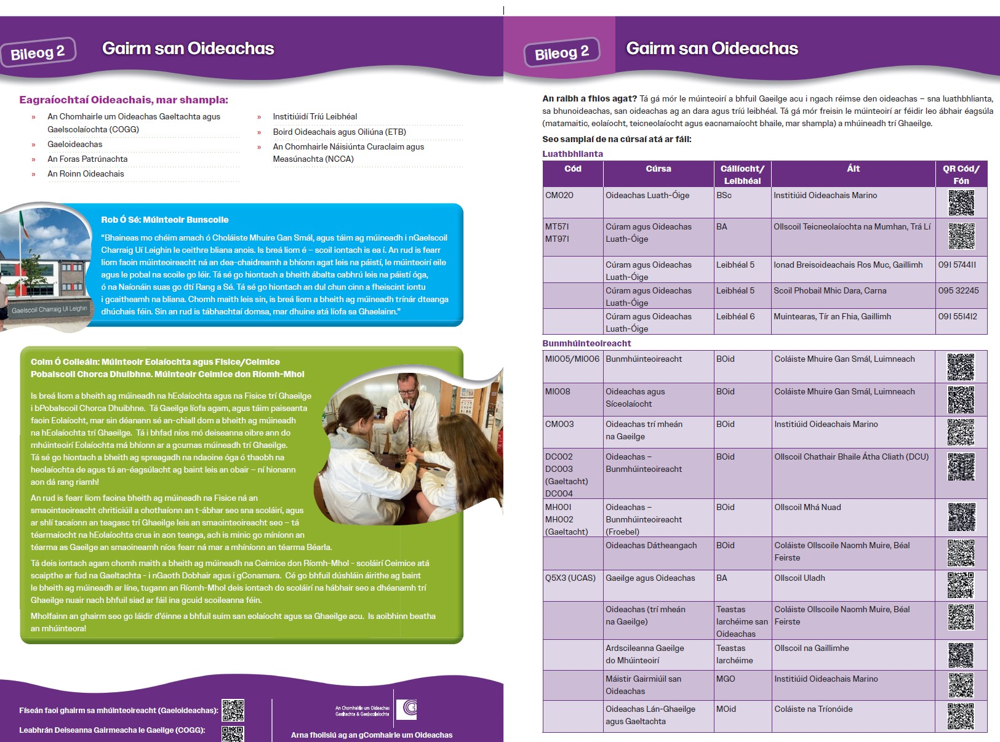 Bileog 2
Gairm san Oideachas
Eagraíochtaí Oideachais, mar shampla:
» An Chomhairle um Oideachas Gaeltachta agus
Gaelscolaíochta (COGG)
» Gaeloideachas
» An Foras Patrúnachta
» An Roinn Oideachais
» Institiúidí Tríú Leibhéal
» Boird Oideachais agus Oiliúna (ETB)
» An Chomhairle Náisiúnta Curaclaim agus
Measúnachta (NCCA)
Gaelscoil Charraig Uí Leighin
Rob Ó Sé: Múinteoir Bunscoile
“Bhaineas mo chéim amach ó Choláiste Mhuire Gan Smál, agus táim ag múineadh i nGaelscoil
Charraig Uí Leighin le ceithre bliana anois. Is breá liom é – scoil iontach is ea í. An rud is fearr
liom faoin múinteoireacht ná an dea-chaidreamh a bhíonn agat leis na páistí, le múinteoirí eile
agus le pobal na scoile go léir. Tá sé go hiontach a bheith ábalta cabhrú leis na páistí óga,
ó na Naíonáin suas go dtí Rang a Sé. Tá sé go hiontach an dul chun cinn a fheiscint iontu
i gcaitheamh na bliana. Chomh maith leis sin, is breá liom a bheith ag múineadh trínár dteanga
dhúchais féin. Sin an rud is tábhachtaí domsa, mar dhuine atá líofa sa Ghaelainn.”
Colm Ó Coileáin: Múinteoir Eolaíochta agus Fisice/Ceimice
Pobalscoil Chorca Dhuibhne. Múinteoir Ceimice don Ríomh-Mhol
Is breá liom a bheith ag múineadh na hEolaíochta agus na Fisice trí Ghaeilge
i bPobalscoil Chorca Dhuibhne. Tá Gaeilge líofa agam, agus táim paiseanta
faoin Eolaíocht, mar sin déanann sé an-chiall dom a bheith ag múineadh
na hEolaíochta trí Ghaeilge. Tá i bhfad níos mó deiseanna oibre ann do
mhúinteoirí Eolaíochta má bhíonn ar a gcumas múineadh trí Ghaeilge.
Tá sé go hiontach a bheith ag spreagadh na ndaoine óga ó thaobh na
heolaíochta de agus tá an-éagsúlacht ag baint leis an obair – ní hionann
aon dá rang riamh!
An rud is fearr liom faoina bheith ag múineadh na Fisice ná an
smaointeoireacht chriticiúil a chothaíonn an t-ábhar seo sna scoláirí, agus
ar shlí tacaíonn an teagasc trí Ghaeilge leis an smaointeoireacht seo – tá
téarmaíocht na hEolaíochta crua in aon teanga, ach is minic go míníonn an
téarma as Gaeilge an smaoineamh níos fearr ná mar a mhíníonn an téarma Béarla.
Tá deis iontach agam chomh maith a bheith ag múineadh na Ceimice don Ríomh-Mhol - scoláirí Ceimice atá
scaipthe ar fud na Gaeltachta - i nGaoth Dobhair agus i gConamara. Cé go bhfuil dúshláin áirithe ag baint
le bheith ag múineadh ar líne, tugann an Ríomh-Mhol deis iontach do scoláirí na hábhair seo a dhéanamh trí
Ghaeilge nuair nach bhfuil siad ar fáil ina gcuid scoileanna féin.
Mholfainn an ghairm seo go láidir d’éinne a bhfuil suim san eolaíocht agus sa Ghaeilge acu. Is aoibhinn beatha
an mhúinteora!
Físeán faoi ghairm sa mhúinteoireacht (Gaeloideachas):
Leabhrán Deiseanna Gairmeacha le Gaeilge (COGG):
An Chomhairle um Oideachas
Gaeltachta & Gaelscolaíochta
Arna fhoilsiú ag an gComhairle um Oideachas
Bileog 2
Gairm san Oideachas
An raibh a fhios agat? Tá gá mór le múinteoirí a bhfuil Gaeilge acu i ngach réimse den oideachas – sna luathbhlianta,
sa bhunoideachas, san oideachas ag an dara agus tríú leibhéal. Tá gá mór freisin le múinteoirí ar féidir leo ábhair éagsúla
(matamaitic, eolaíocht, teicneolaíocht agus eacnamaíocht bhaile, mar shampla) a mhúineadh trí Ghaeilge.
Seo samplaí de na cúrsaí atá ar fáil:
Luathbhlianta
Cód Cúrsa Cáilíocht/ Leibhéal Áit QR Cód/ Fón
CM020 Oideachas Luath-Óige BSc Institiúid Oideachais Marino
MT571 Cúram agus Oideachas BA Ollscoil Teicneolaíochta na Mumhan, Trá Lí
MT971 Luath-Óige
Cúram agus Oideachas Leibhéal 5 Ionad Breisoideachais Ros Muc, Gaillimh 091 574411
Luath-Óige
Cúram agus Oideachas Leibhéal 5 Scoil Phobail Mhic Dara, Carna 095 32245
Luath-Óige
Cúram agus Oideachas Leibhéal 6 Muintearas, Tír an Fhia, Gaillimh 091 551412
Luath-Óige
Bunmhúinteoireacht
MI005/MI006 Bunmhúinteoireacht BOid Coláiste Mhuire Gan Smál, Luimneach
MI008 Oideachas agus BOid Coláiste Mhuire Gan Smál, Luimneach
Síceolaíocht
CM003 Oideachas trí mheán BOid Institiúid Oideachais Marino
na Gaeilge
DC002 Oideachas – BOid Ollscoil Chathair Bhaile Átha Cliath (DCU)
DC003 Bunmhúinteoireacht
(Gaeltacht)
DC004
MH001 Oideachas – BOid Ollscoil Mhá Nuad
MH002 Bunmhúinteoireacht
(Gaeltacht) (Froebel)
Oideachas Dátheangach BOid Coláiste Ollscoile Naomh Muire, Béal
Feirste
Q5X3 (UCAS) Gaeilge agus Oideachas BA Ollscoil Uladh
Oideachas (trí mheán Teastas Coláiste Ollscoile Naomh Muire, Béal
na Gaeilge) Iarchéime san Feirste
Oideachas
Ardscileanna Gaeilge Teastas Ollscoil na Gaillimhe
do Mhúinteoirí Iarchéime
Máistir Gairmiúil san MGO Institiúid Oideachais Marino
Oideachas
Oideachas Lán-Ghaeilge MOid Coláiste na Tríonóide
agus Gaeltachta